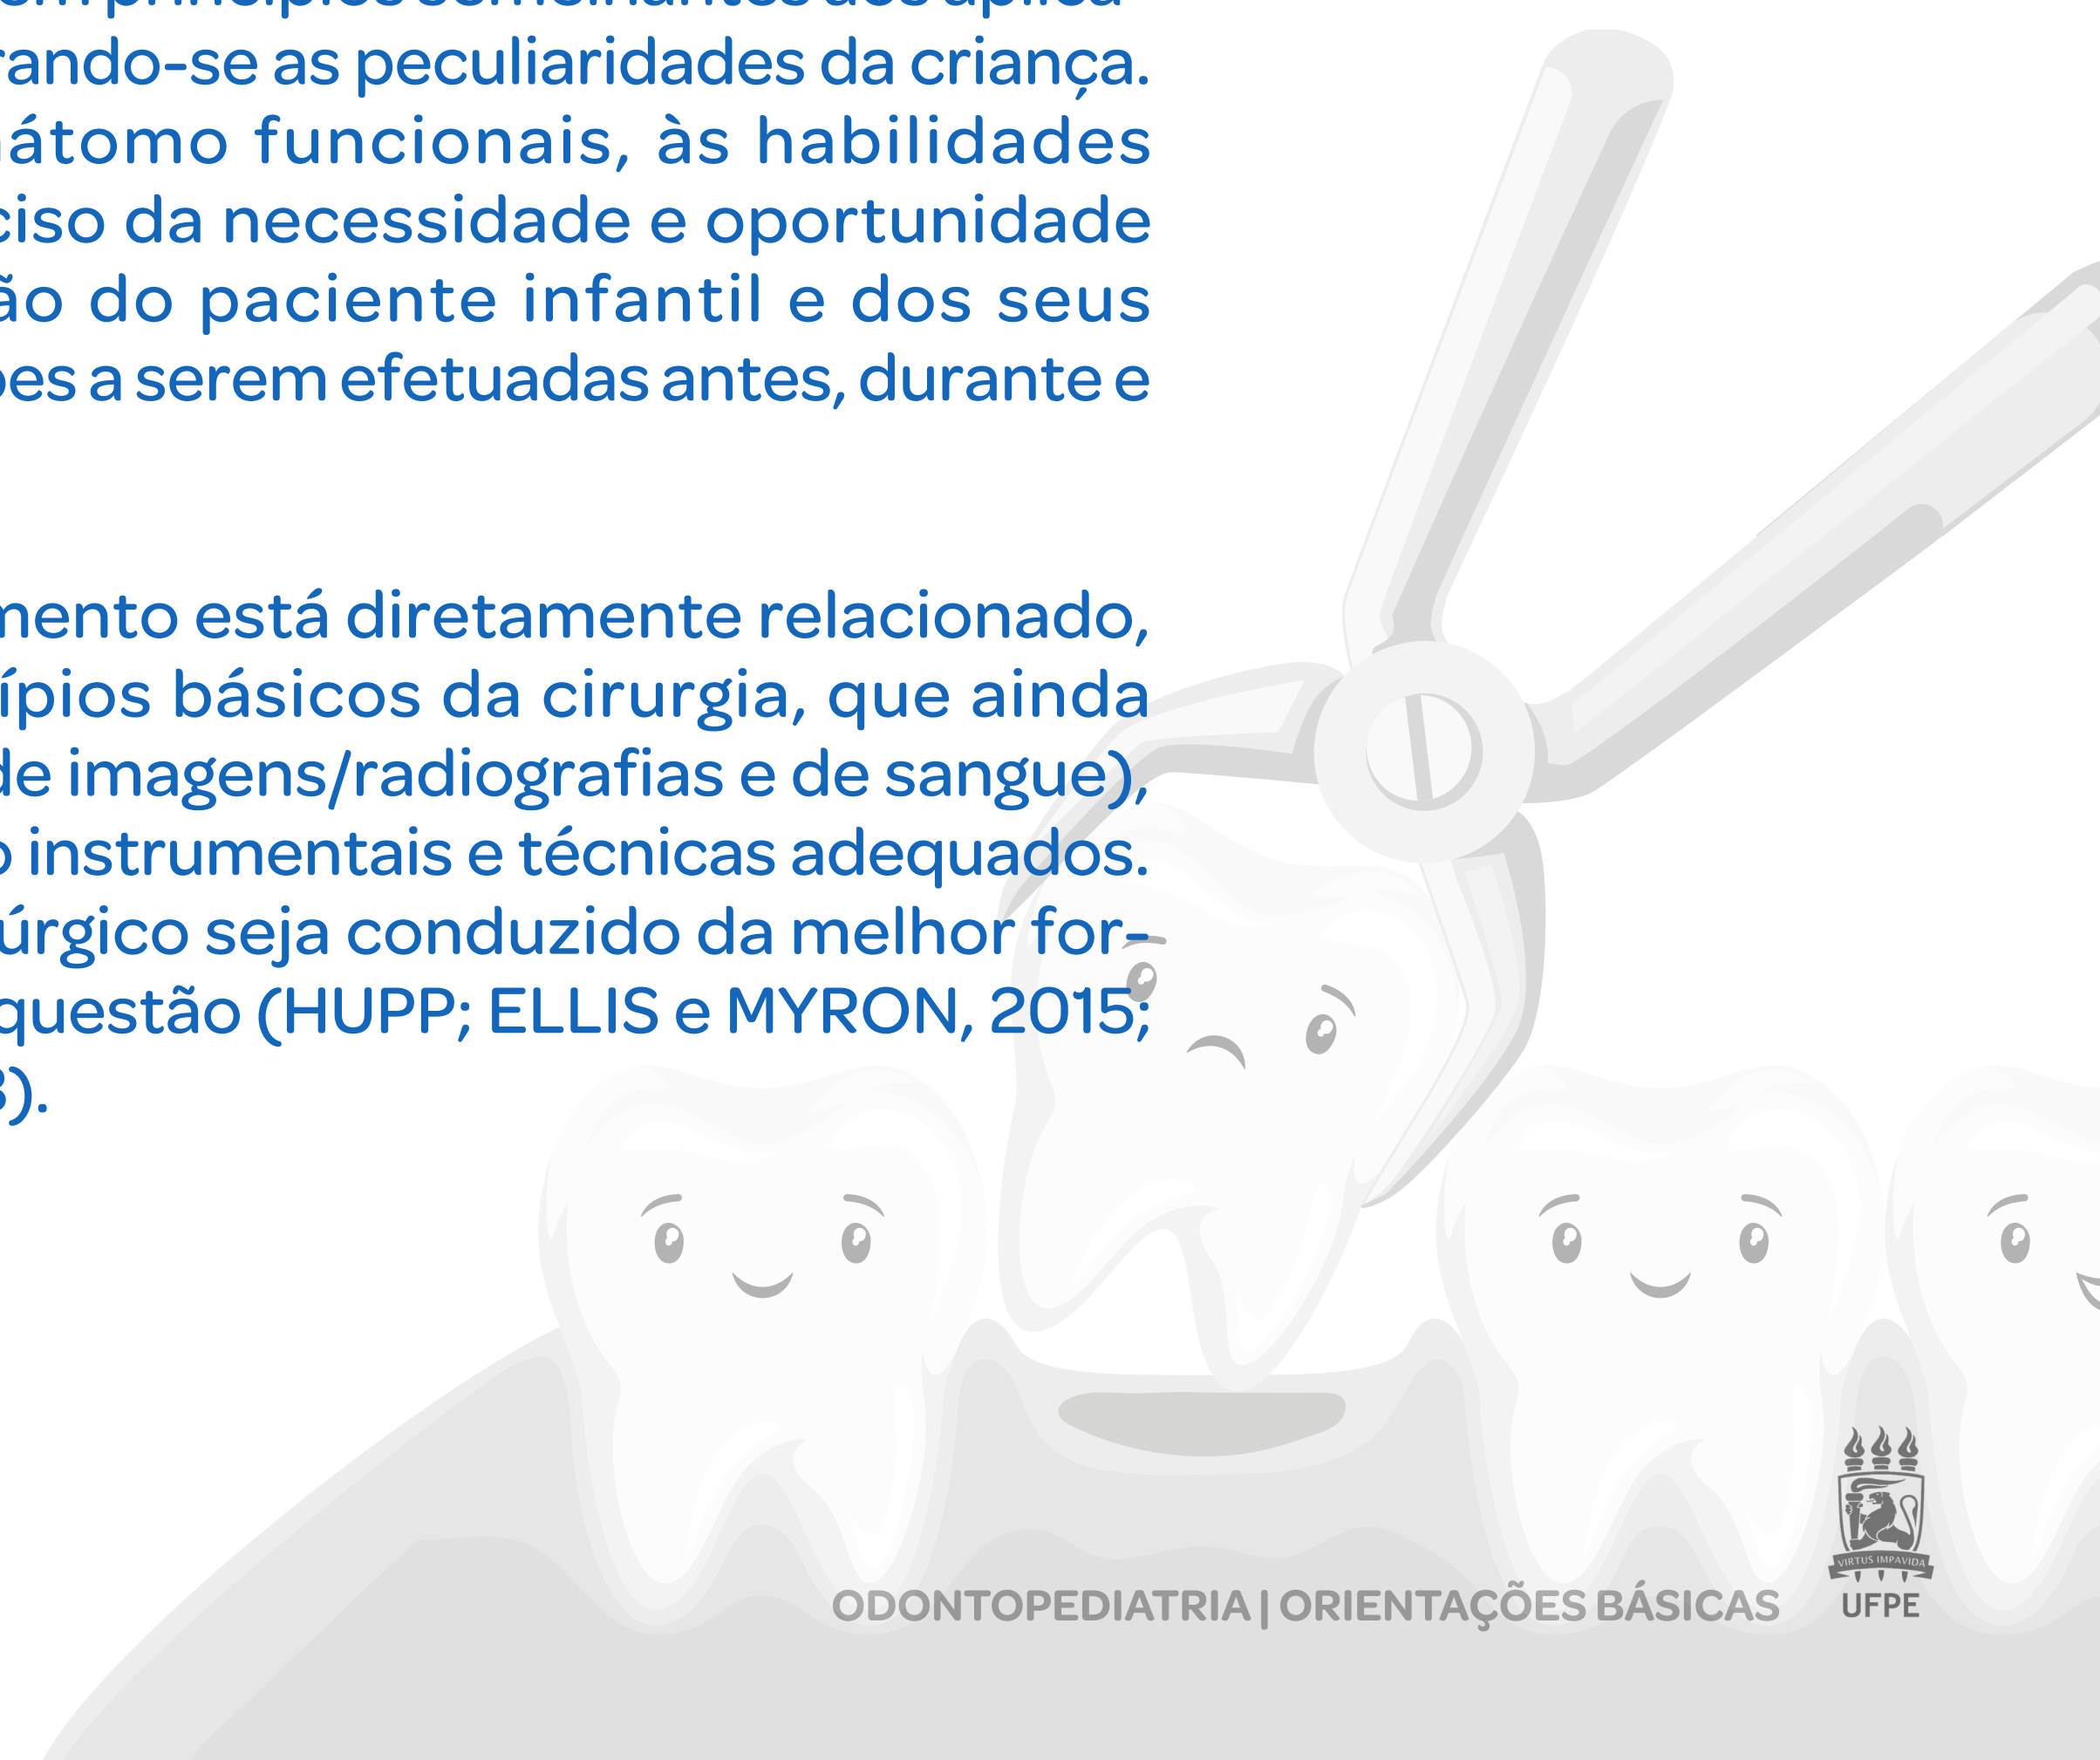 ando-se as peculiaridades da criança.
átomo funcionais, às habilidades
ciso da necessidade e oportunidade
ão do paciente infantil e dos seus
ões a serem efetuadas antes, durante e
mento está diretamente relacionado,
ípios básicos da cirurgia, que ainda
de imagens/radiografias e de sangue),
o instrumentais e técnicas adequados.
úrgico seja conduzido da melhor for-
questão (HUPP; ELLIS e MYRON, 2015;
).
VIRTUS IMPAVIDA
ODONTOPEDIATRIA | ORIENTAÇÕES BÁSICAS
UFPE